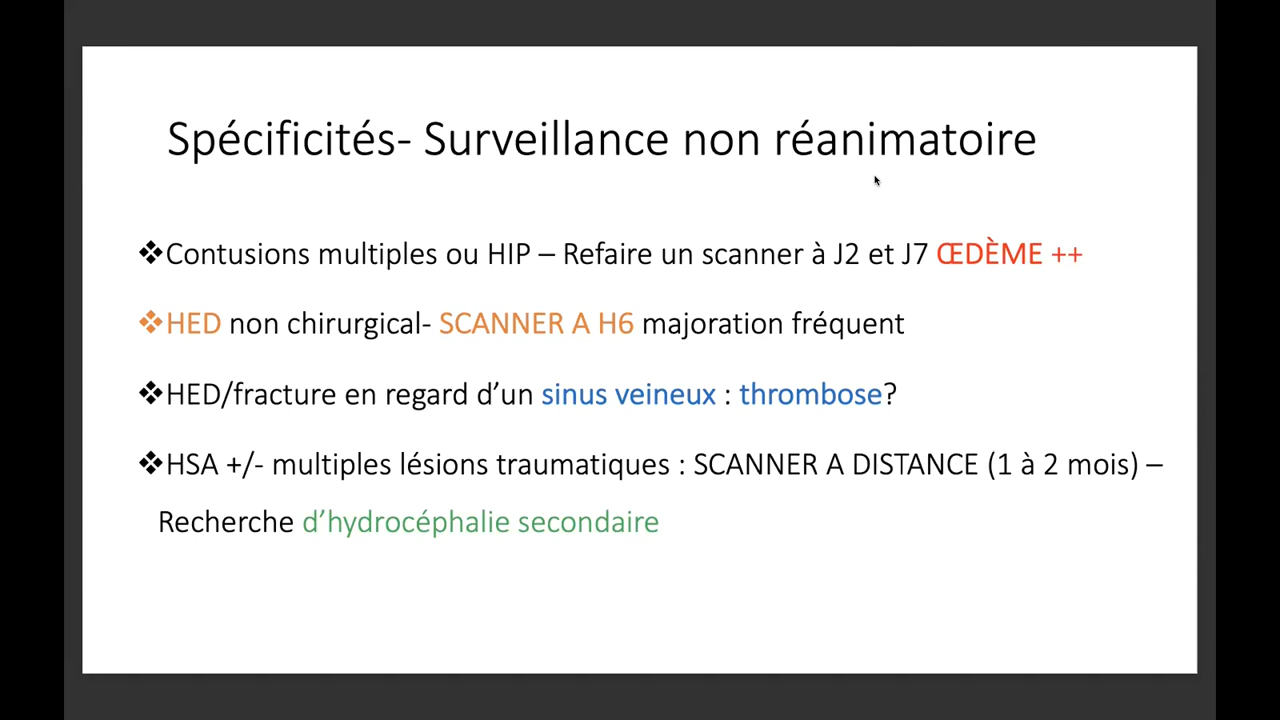 Spécificités- Surveillance non réanimatoire
❖Contusions multiples ou HIP – Refaire un scanner à J2 et J7 ŒDÈME ++
❖HED non chirurgical- SCANNER A H6 majoration fréquent
❖HED/fracture en regard d’un sinus veineux : thrombose?
❖HSA +/- multiples lésions traumatiques : SCANNER A DISTANCE (1 à 2 mois) –
Recherche d’hydrocéphalie secondaire